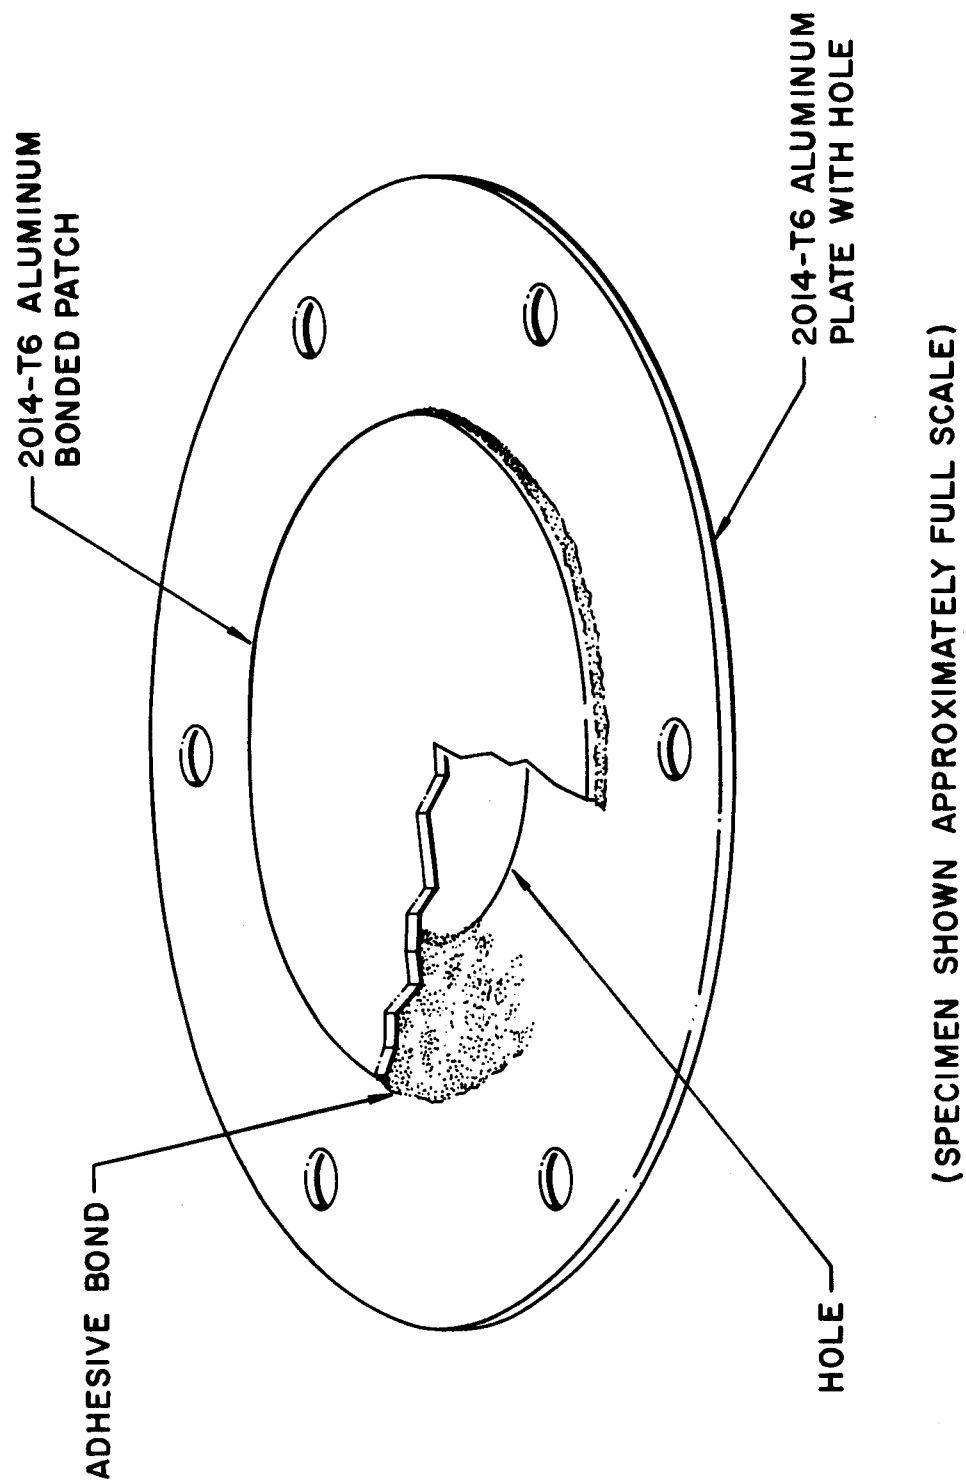 2014-T6 ALUMINUM
BONDED PATCH
ADHESIVE BOND
2014-T6 ALUMINUM
PLATE WITH HOLE
HOLE
(SPECIMEN SHOWN APPROXIMATELY FULL SCALE)